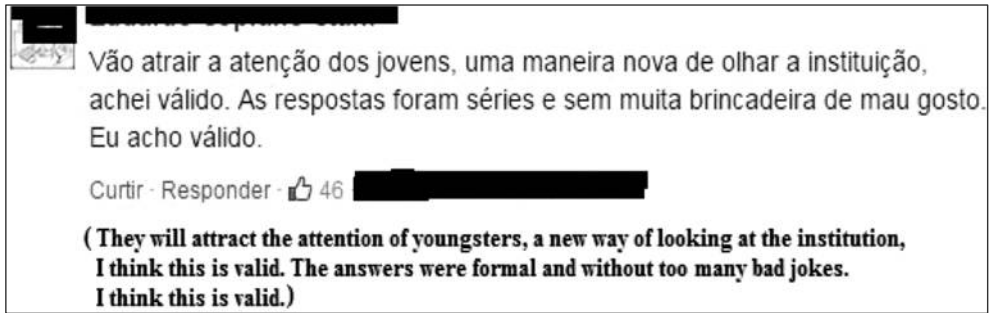 Vão atrair a atenção dos jovens, uma maneira nova de olhar a instituição,
achei válido. As respostas foram séries e sem muita brincadeira de mau gosto.
Eu acho válido.
Curtir · Responder · 46
( They will attract the attention of youngsters, a new way of looking at the institution,
I think this is valid. The answers were formal and without too many bad jokes.
I think this is valid.)